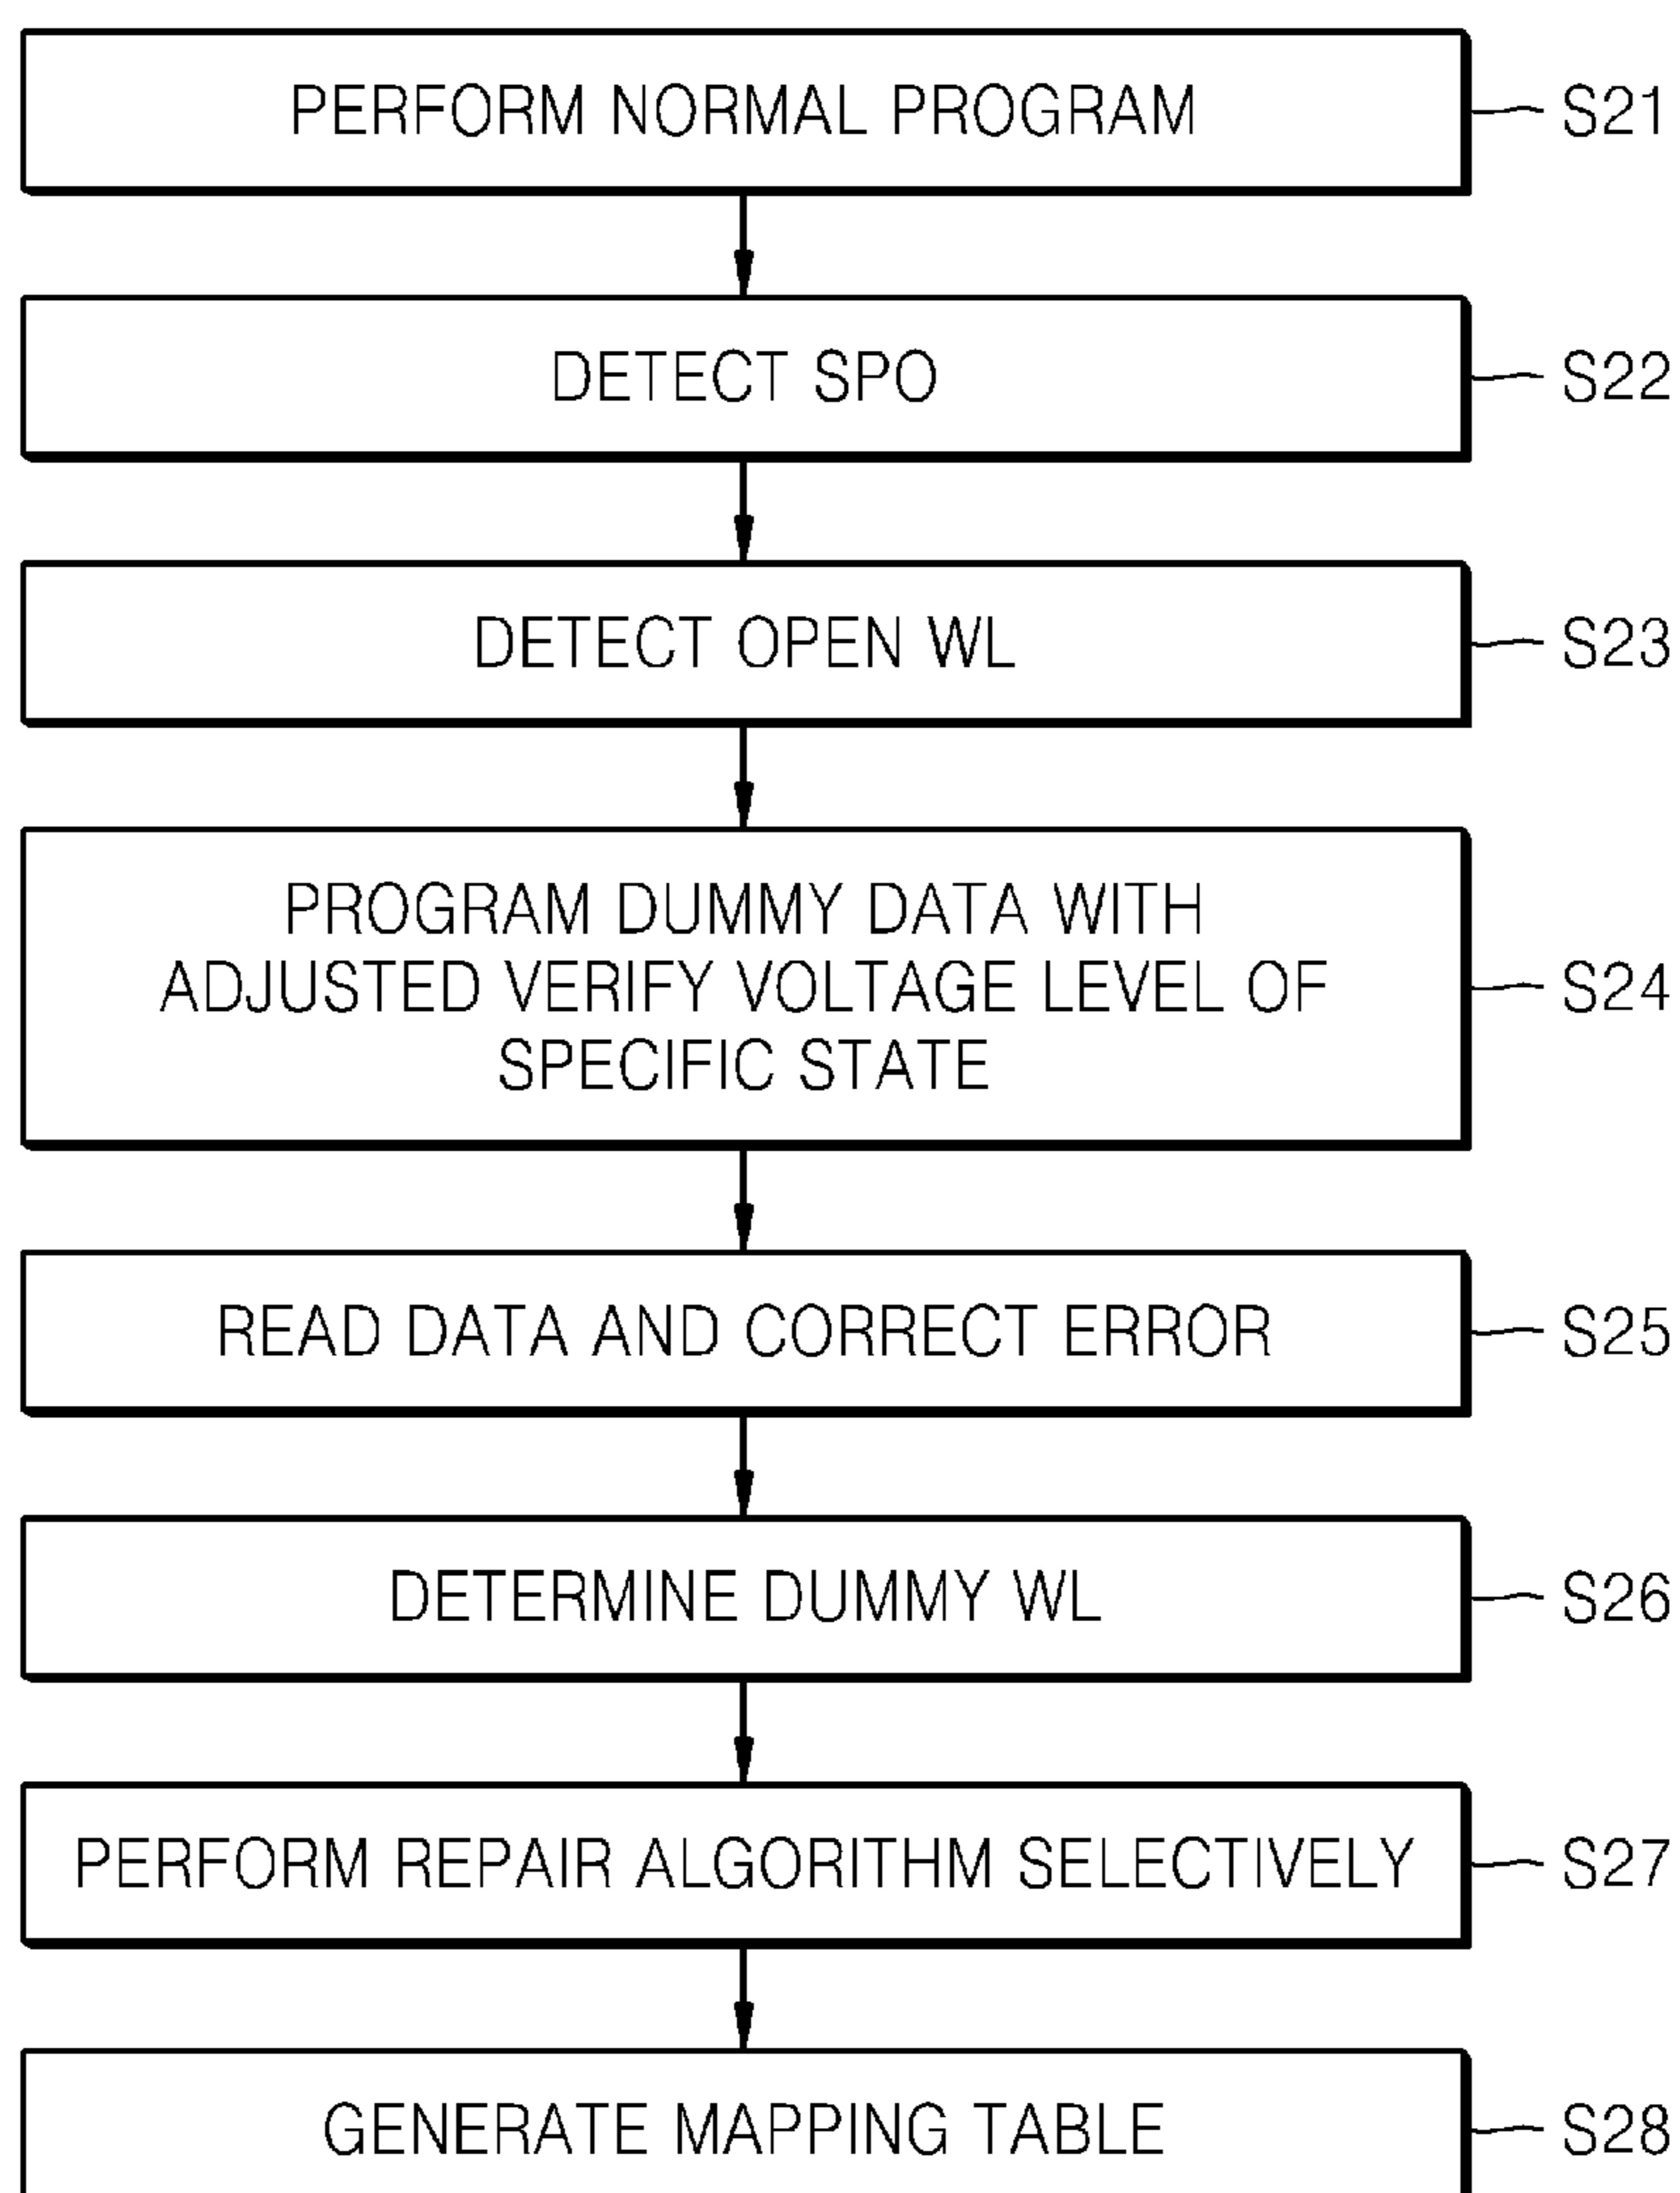 PERFORM NORMAL PROGRAM
S21
DETECT SPO
S22
DETECT OPEN WL
S23
PROGRAM DUMMY DATA WITH
ADJUSTED VERIFY VOLTAGE LEVEL OF
SPECIFIC STATE
S24
READ DATA AND CORRECT ERROR
S25
DETERMINE DUMMY WL
S26
PERFORM REPAIR ALGORITHM SELECTIVELY
S27
GENERATE MAPPING TABLE
S28